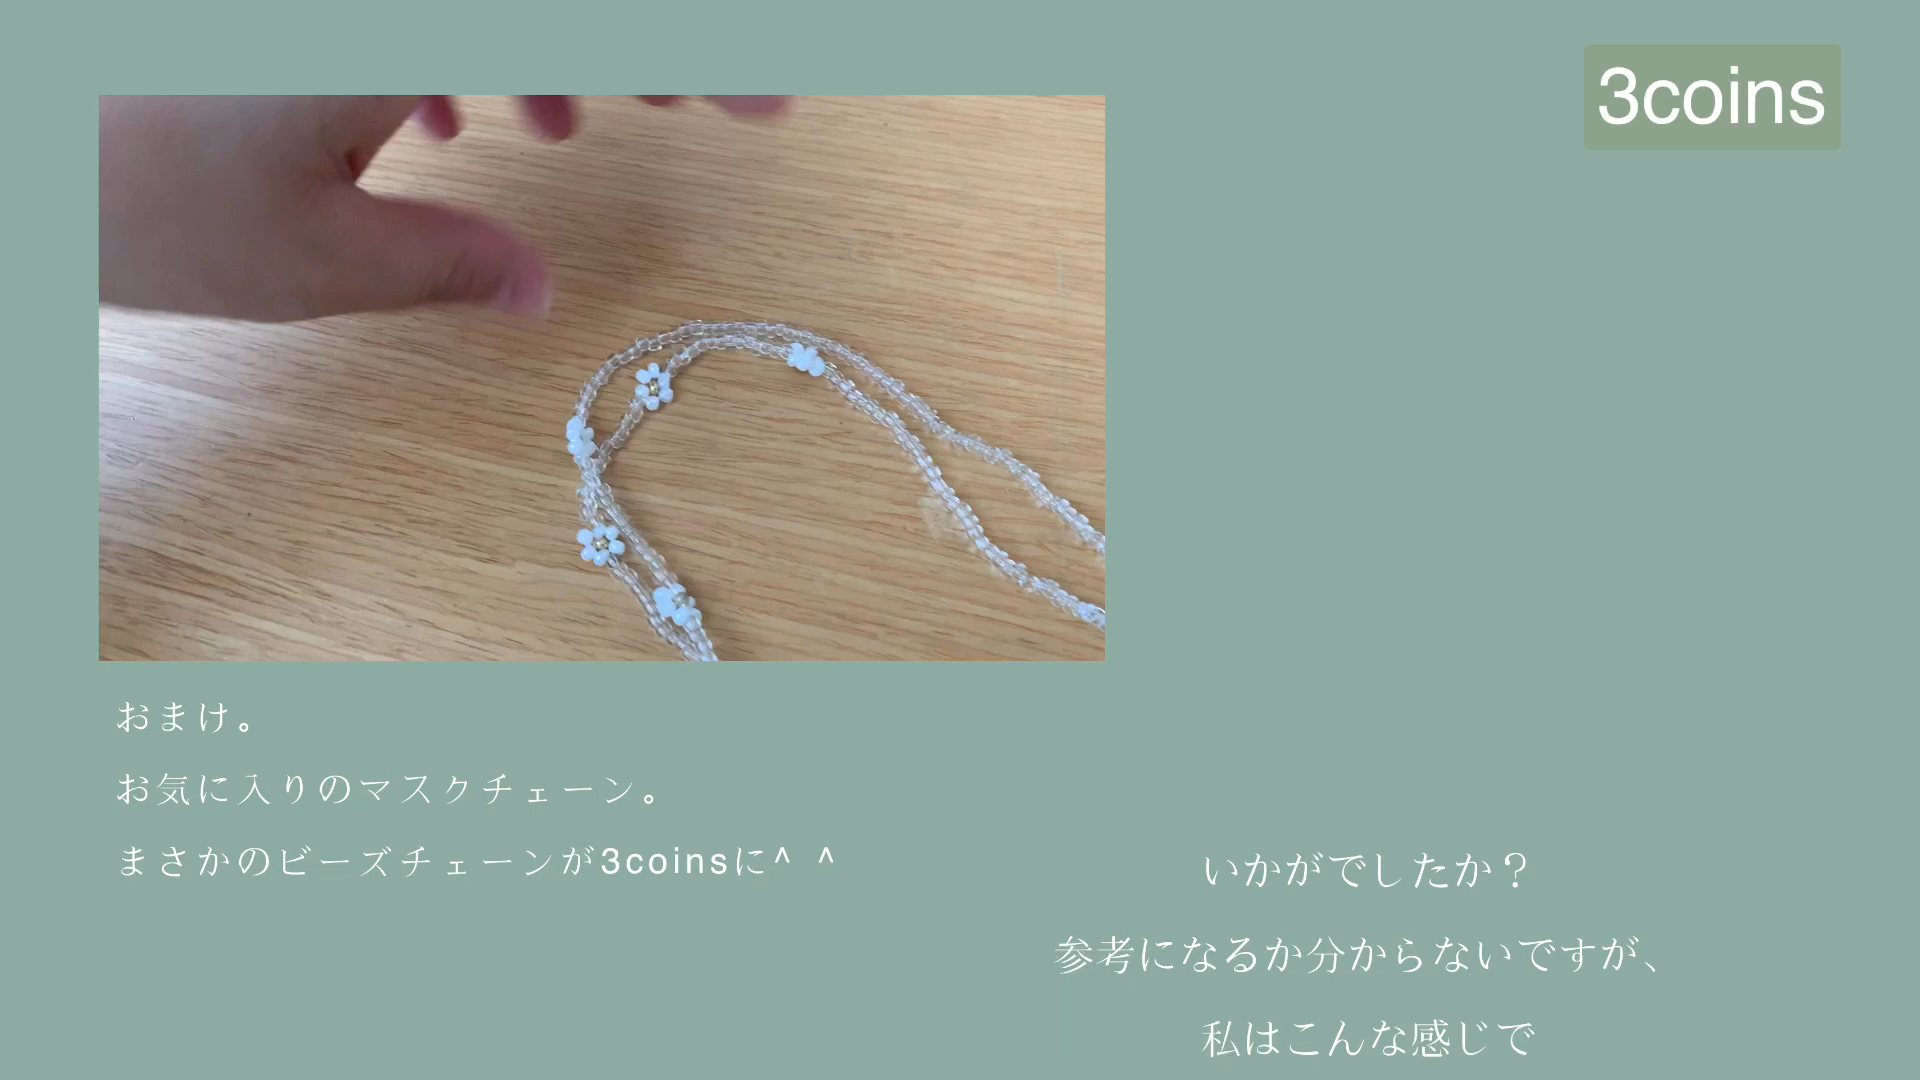 3coins
おまけ。
お気に入りのマスクチェーン。
まさかのビーズチェーンが3coinsに^ ^
いかがでしたか？
参考になるか分からないですが、
私はこんな感じで